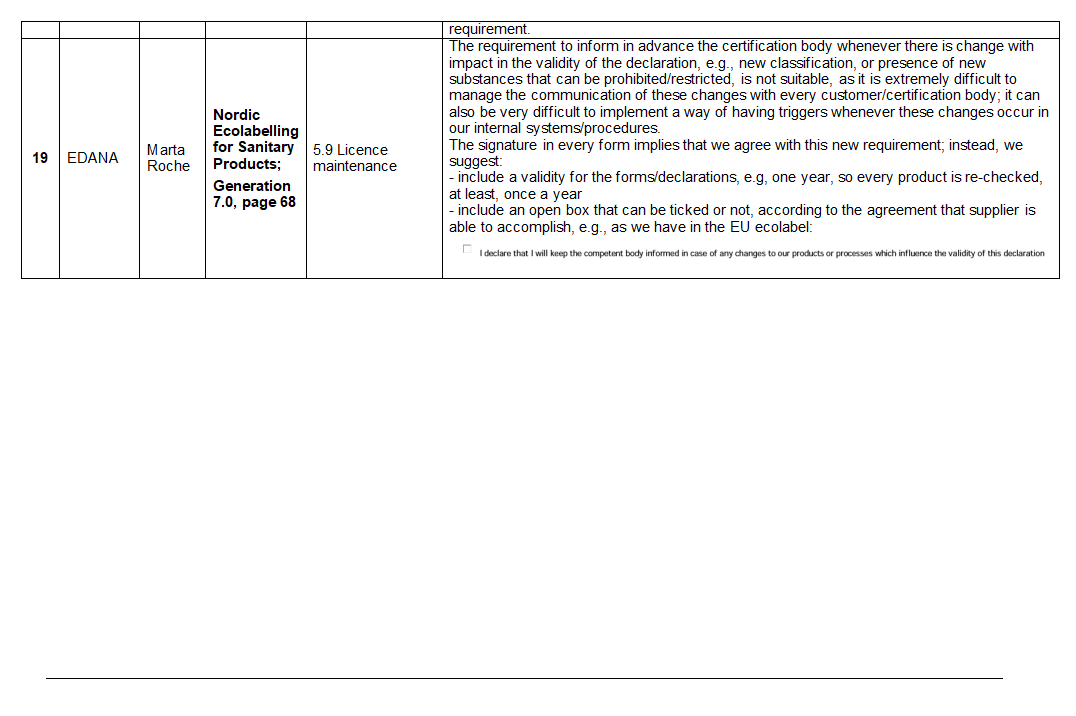 requirement.
19
EDANA
Marta
Roche
Nordic
Ecolabelling
for Sanitary
Products;
Generation
7.0, page 68
5.9 Licence
maintenance
The requirement to inform in advance the certification body whenever there is change with
impact in the validity of the declaration, e.g., new classification, or presence of new
substances that can be prohibited/restricted, is not suitable, as it is extremely difficult to
manage the communication of these changes with every customer/certification body; it can
also be very difficult to implement a way of having triggers whenever these changes occur in
our internal systems/procedures.
The signature in every form implies that we agree with this new requirement; instead, we
suggest:
- include a validity for the forms/declarations, e.g, one year, so every product is re-checked,
at least, once a year
- include an open box that can be ticked or not, according to the agreement that supplier is
able to accomplish, e.g., as we have in the EU ecolabel:
I declare that I will keep the competent body informed in case of any changes to our products or processes which influence the validity of this declaration